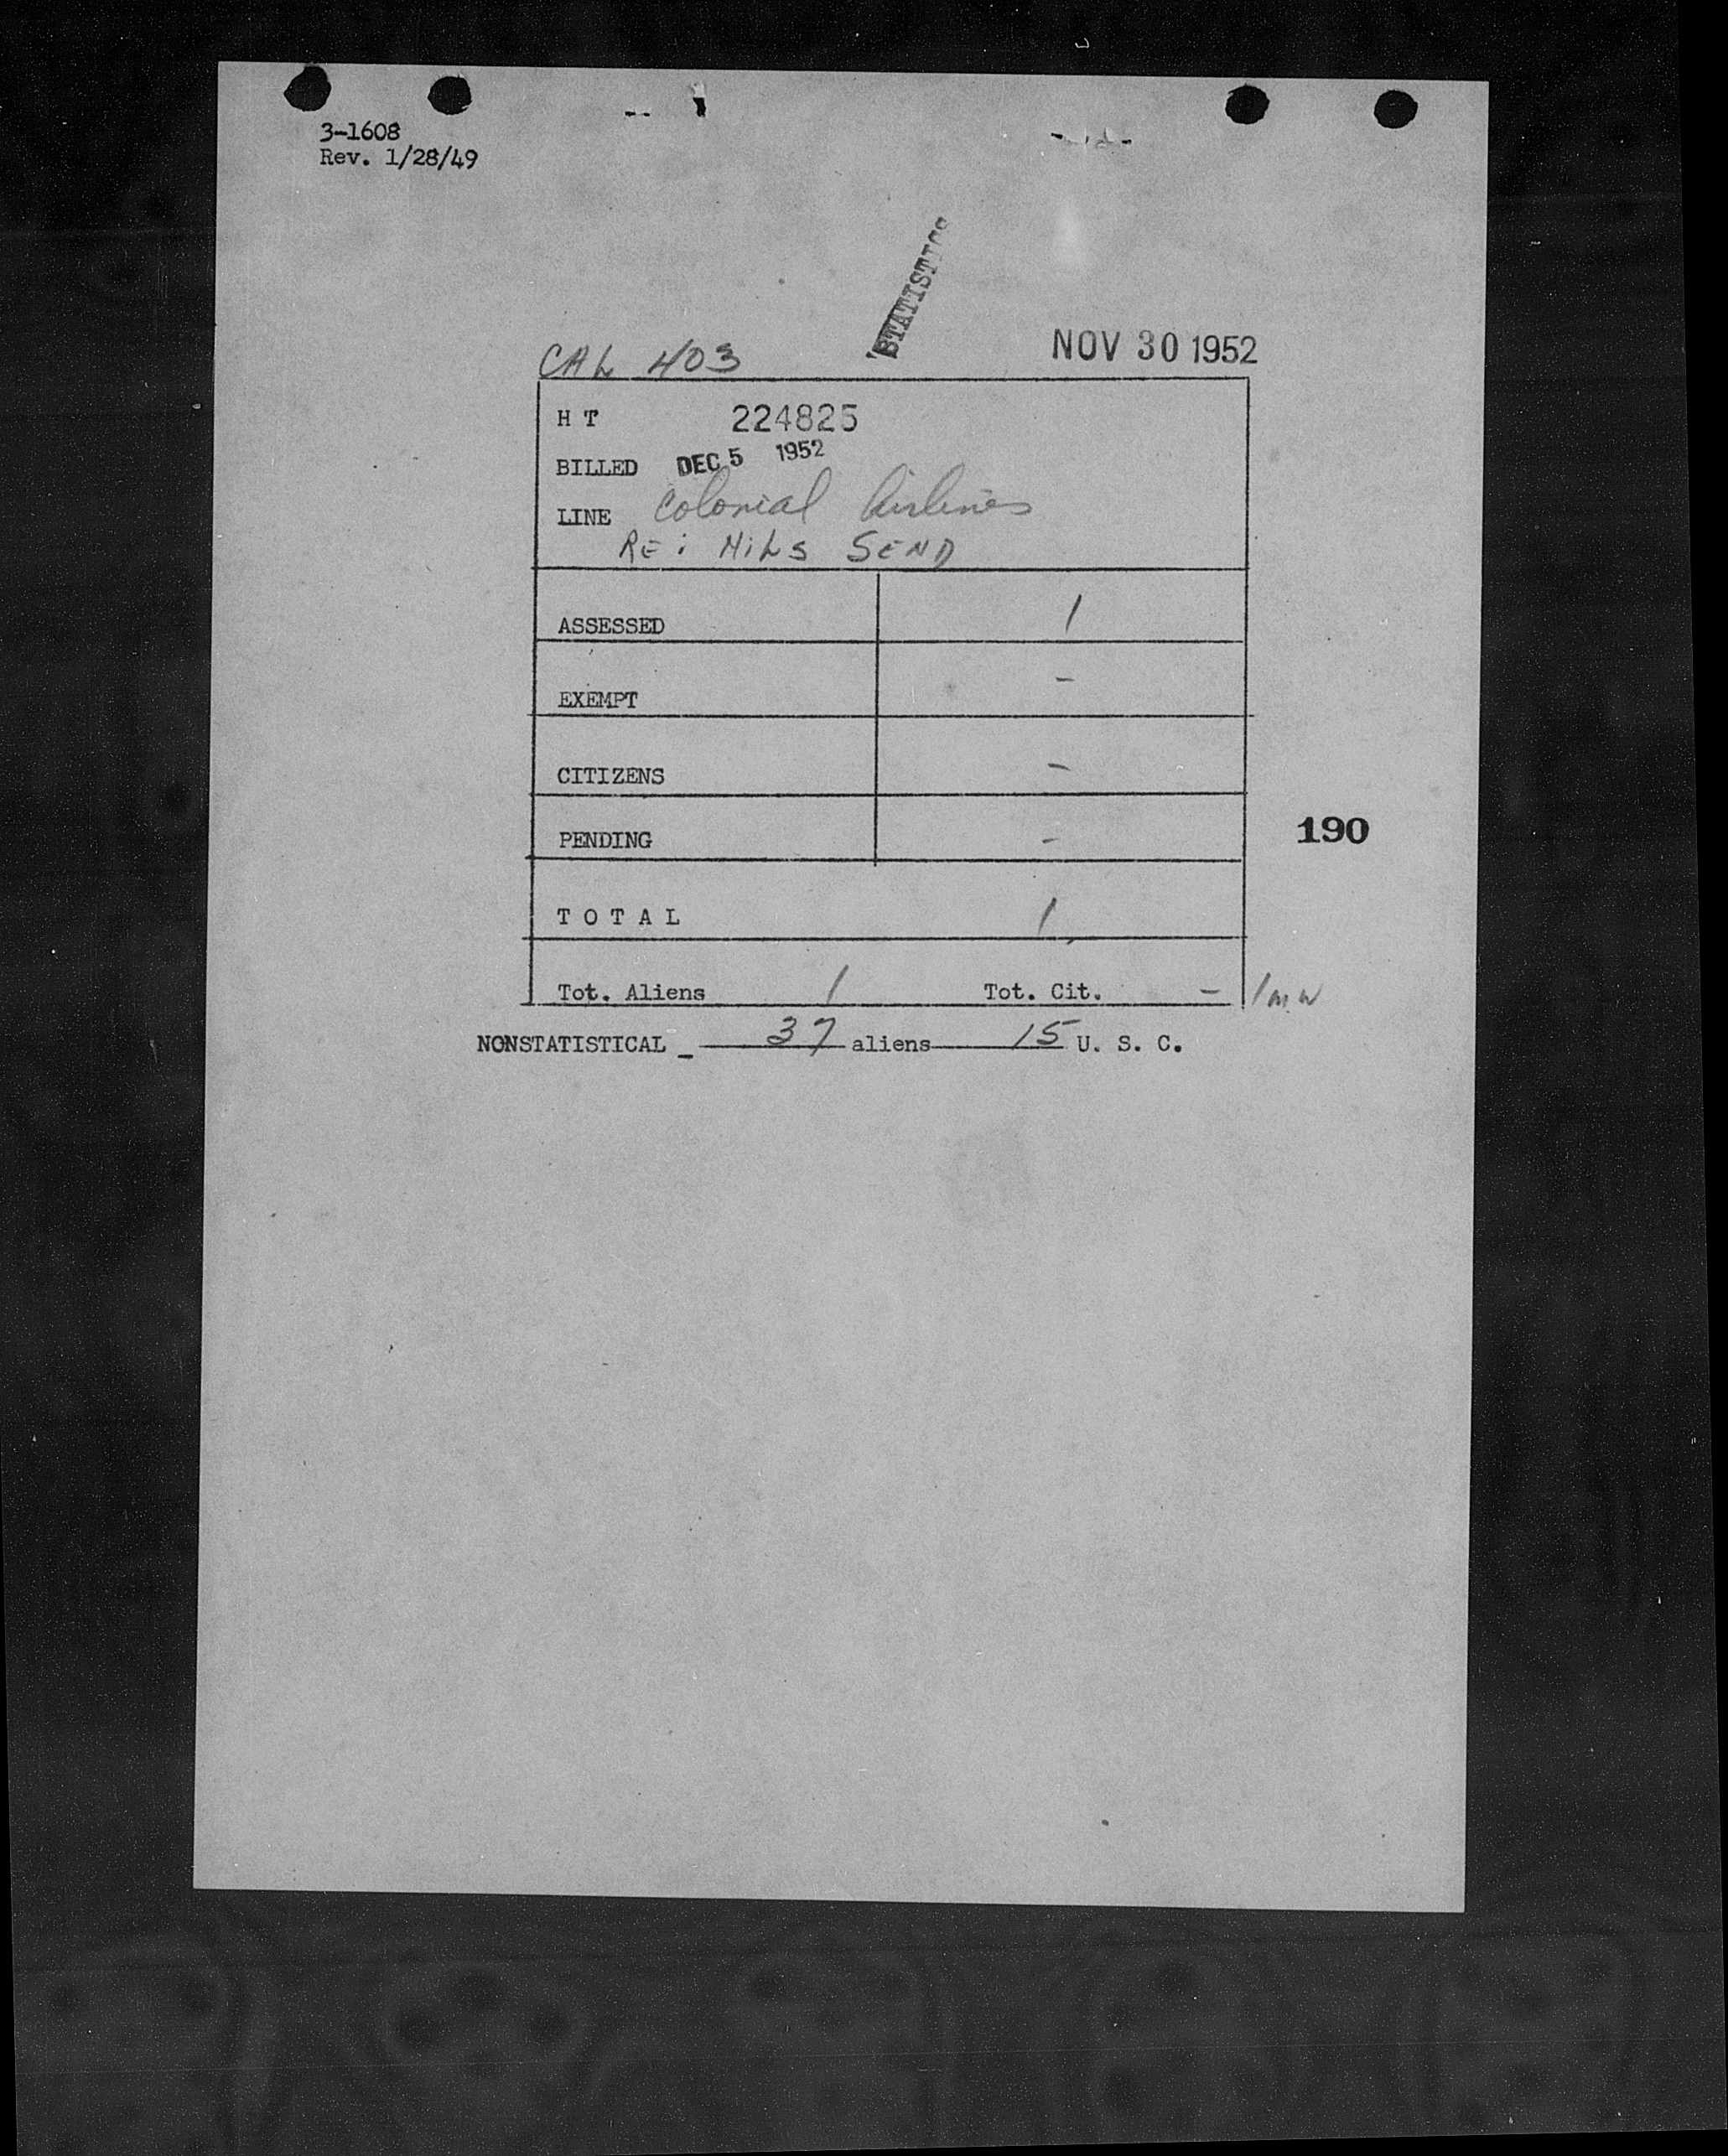 3-1608
Rev. 1/28/49
STATISTICS
CAL 403 NOV 30 1952
H T 224825
BILLED DEC 5 1952
LINE Colonial Airlines
RE: NILS SEND
ASSESSED 1
EXEMPT -
CITIZENS -
PENDING -
190
T O T A L 1
Tot. Aliens 1 Tot. Cit. - 1 m w
NONSTATISTICAL _ 37 aliens 15 U. S. C.